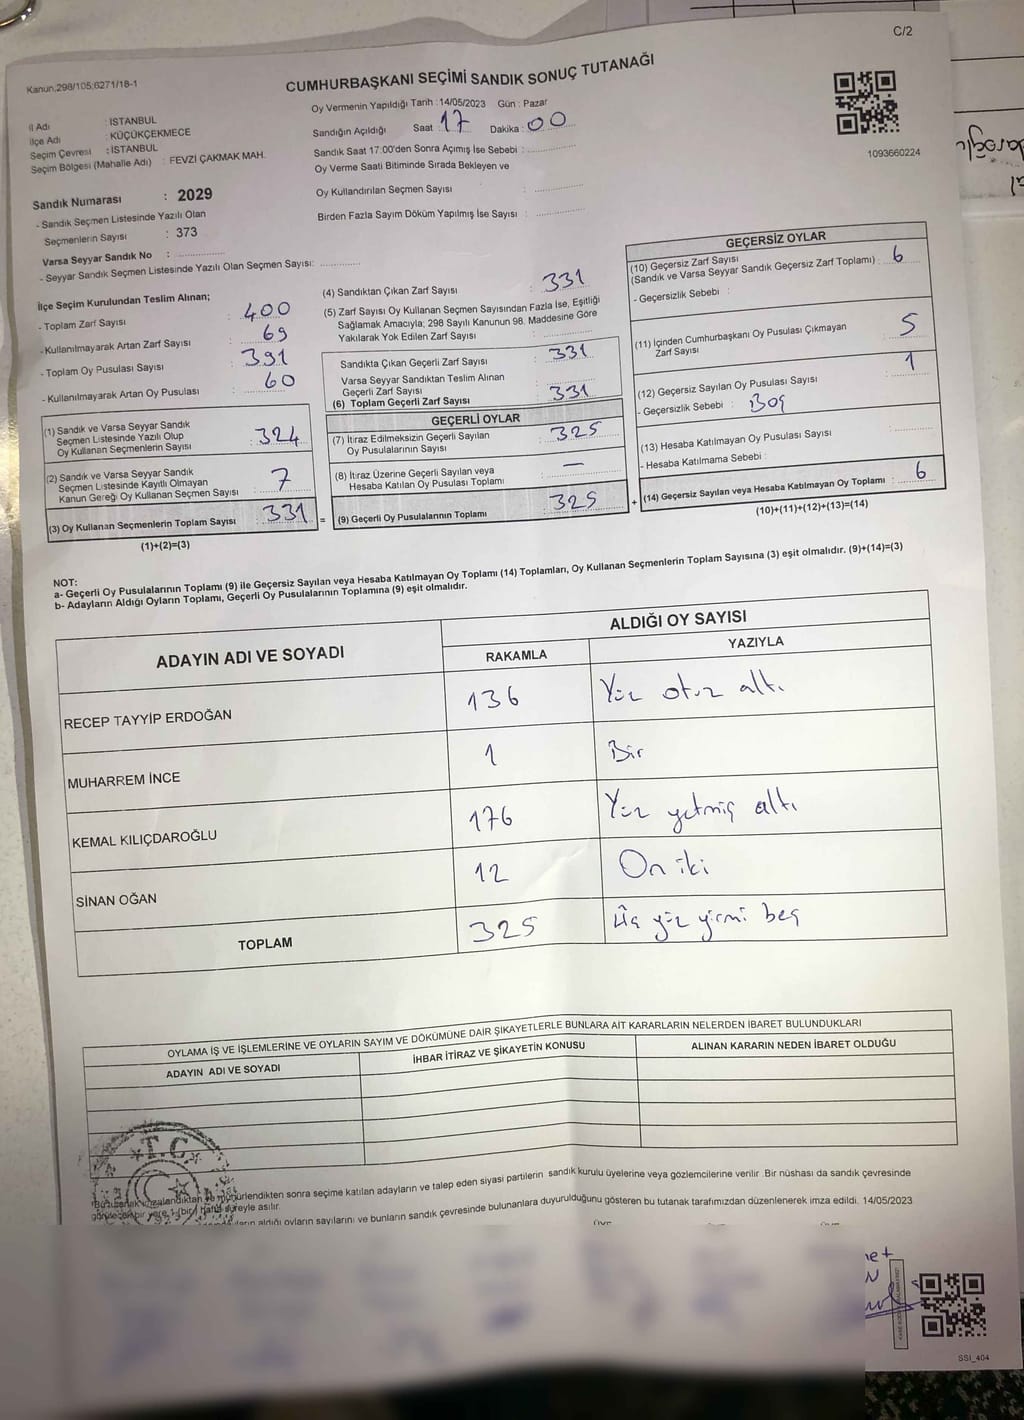 C/2
Kanun.298/105;6271/18-1
CUMHURBAŞKANI SEÇİMİ SANDIK SONUÇ TUTANAĞI
Oy Vermenin Yapıldığı Tarih :14/05/2023 Gün : Pazar
İl Adı : İSTANBUL
İlçe Adı : KÜÇÜKÇEKMECE
Seçim Çevresi : İSTANBUL
Seçim Bölgesi (Mahalle Adı) : FEVZİ ÇAKMAK MAH.
Sandığın Açıldığı Saat : 17 Dakika : 00
Sandık Saat 17:00'den Sonra Açımış İse Sebebi :
Oy Verme Saati Bitiminde Sırada Bekleyen ve
Oy Kullandırılan Seçmen Sayısı :
Birden Fazla Sayım Döküm Yapılmış İse Sayısı :
1093660224
Sandık Numarası : 2029
- Sandık Seçmen Listesinde Yazılı Olan
Seçmenlerin Sayısı : 373
Varsa Seyyar Sandık No :
- Seyyar Sandık Seçmen Listesinde Yazılı Olan Seçmen Sayısı:
İlçe Seçim Kurulundan Teslim Alınan;
- Toplam Zarf Sayısı : 400
- Kullanılmayarak Artan Zarf Sayısı : 69
- Toplam Oy Pusulası Sayısı : 391
- Kullanılmayarak Artan Oy Pusulası : 60
(1) Sandık ve Varsa Seyyar Sandık
Seçmen Listesinde Yazılı Olup
Oy Kullanan Seçmenlerin Sayısı : 324
(2) Sandık ve Varsa Seyyar Sandık
Seçmen Listesinde Kayıtlı Olmayan
Kanun Gereği Oy Kullanan Seçmen Sayısı : 7
(3) Oy Kullanan Seçmenlerin Toplam Sayısı : 331 =
(1)+(2)=(3)
(4) Sandıktan Çıkan Zarf Sayısı : 331
(5) Zarf Sayısı Oy Kullanan Seçmen Sayısından Fazla İse, Eşitliği
Sağlamak Amacıyla; 298 Sayılı Kanunun 98. Maddesine Göre
Yakılarak Yok Edilen Zarf Sayısı :
Sandıkta Çıkan Geçerli Zarf Sayısı : 331
Varsa Seyyar Sandıktan Teslim Alınan
Geçerli Zarf Sayısı :
(6) Toplam Geçerli Zarf Sayısı : 331
GEÇERLİ OYLAR
(7) İtiraz Edilmeksizin Geçerli Sayılan
Oy Pusulalarının Sayısı : 325
(8) İtiraz Üzerine Geçerli Sayılan veya
Hesaba Katılan Oy Pusulası Toplamı : —
(9) Geçerli Oy Pusulalarının Toplamı : 325 +
GEÇERSİZ OYLAR
(10) Geçersiz Zarf Sayısı
(Sandık ve Varsa Seyyar Sandık Geçersiz Zarf Toplamı) : 6
- Geçersizlik Sebebi :
(11) İçinden Cumhurbaşkanı Oy Pusulası Çıkmayan
Zarf Sayısı : 5
(12) Geçersiz Sayılan Oy Pusulası Sayısı : 1
- Geçersizlik Sebebi : Boş
(13) Hesaba Katılmayan Oy Pusulası Sayısı :
- Hesaba Katılmama Sebebi :
(14) Geçersiz Sayılan veya Hesaba Katılmayan Oy Toplamı : 6
(10)+(11)+(12)+(13)=(14)
NOT:
a- Geçerli Oy Pusulalarının Toplamı (9) ile Geçersiz Sayılan veya Hesaba Katılmayan Oy Toplamı (14) Toplamları, Oy Kullanan Seçmenlerin Toplam Sayısına (3) eşit olmalıdır. (9)+(14)=(3)
b- Adayların Aldığı Oyların Toplamı, Geçerli Oy Pusulalarının Toplamına (9) eşit olmalıdır.
ADAYIN ADI VE SOYADI
ALDIĞI OY SAYISI
RAKAMLA YAZIYLA
RECEP TAYYİP ERDOĞAN 136 Yüz otuz altı
MUHARREM İNCE 1 Bir
KEMAL KILIÇDAROĞLU 176 Yüz yetmiş altı
SİNAN OĞAN 12 On iki
TOPLAM 325 Üç yüz yirmi beş
OYLAMA İŞ VE İŞLEMLERİNE VE OYLARIN SAYIM VE DÖKÜMÜNE DAİR ŞİKAYETLERLE BUNLARA AİT KARARLARIN NELERDEN İBARET BULUNDUKLARI
ADAYIN ADI VE SOYADI İHBAR İTİRAZ VE ŞİKAYETİN KONUSU ALINAN KARARIN NEDEN İBARET OLDUĞU
T.C.
sonra seçime katılan adayların ve talep eden siyasi partilerin sandık kurulu üyelerine veya gözlemcilerine verilir .Bir nüshası da sandık çevresinde
bir yere 1 (bir) hafta süreyle asılır.
aldığı oyların sayılarını ve bunların sandık çevresinde bulunanlara duyurulduğunu gösteren bu tutanak tarafımızdan düzenlenerek imza edildi. 14/05/2023
SSİ_404